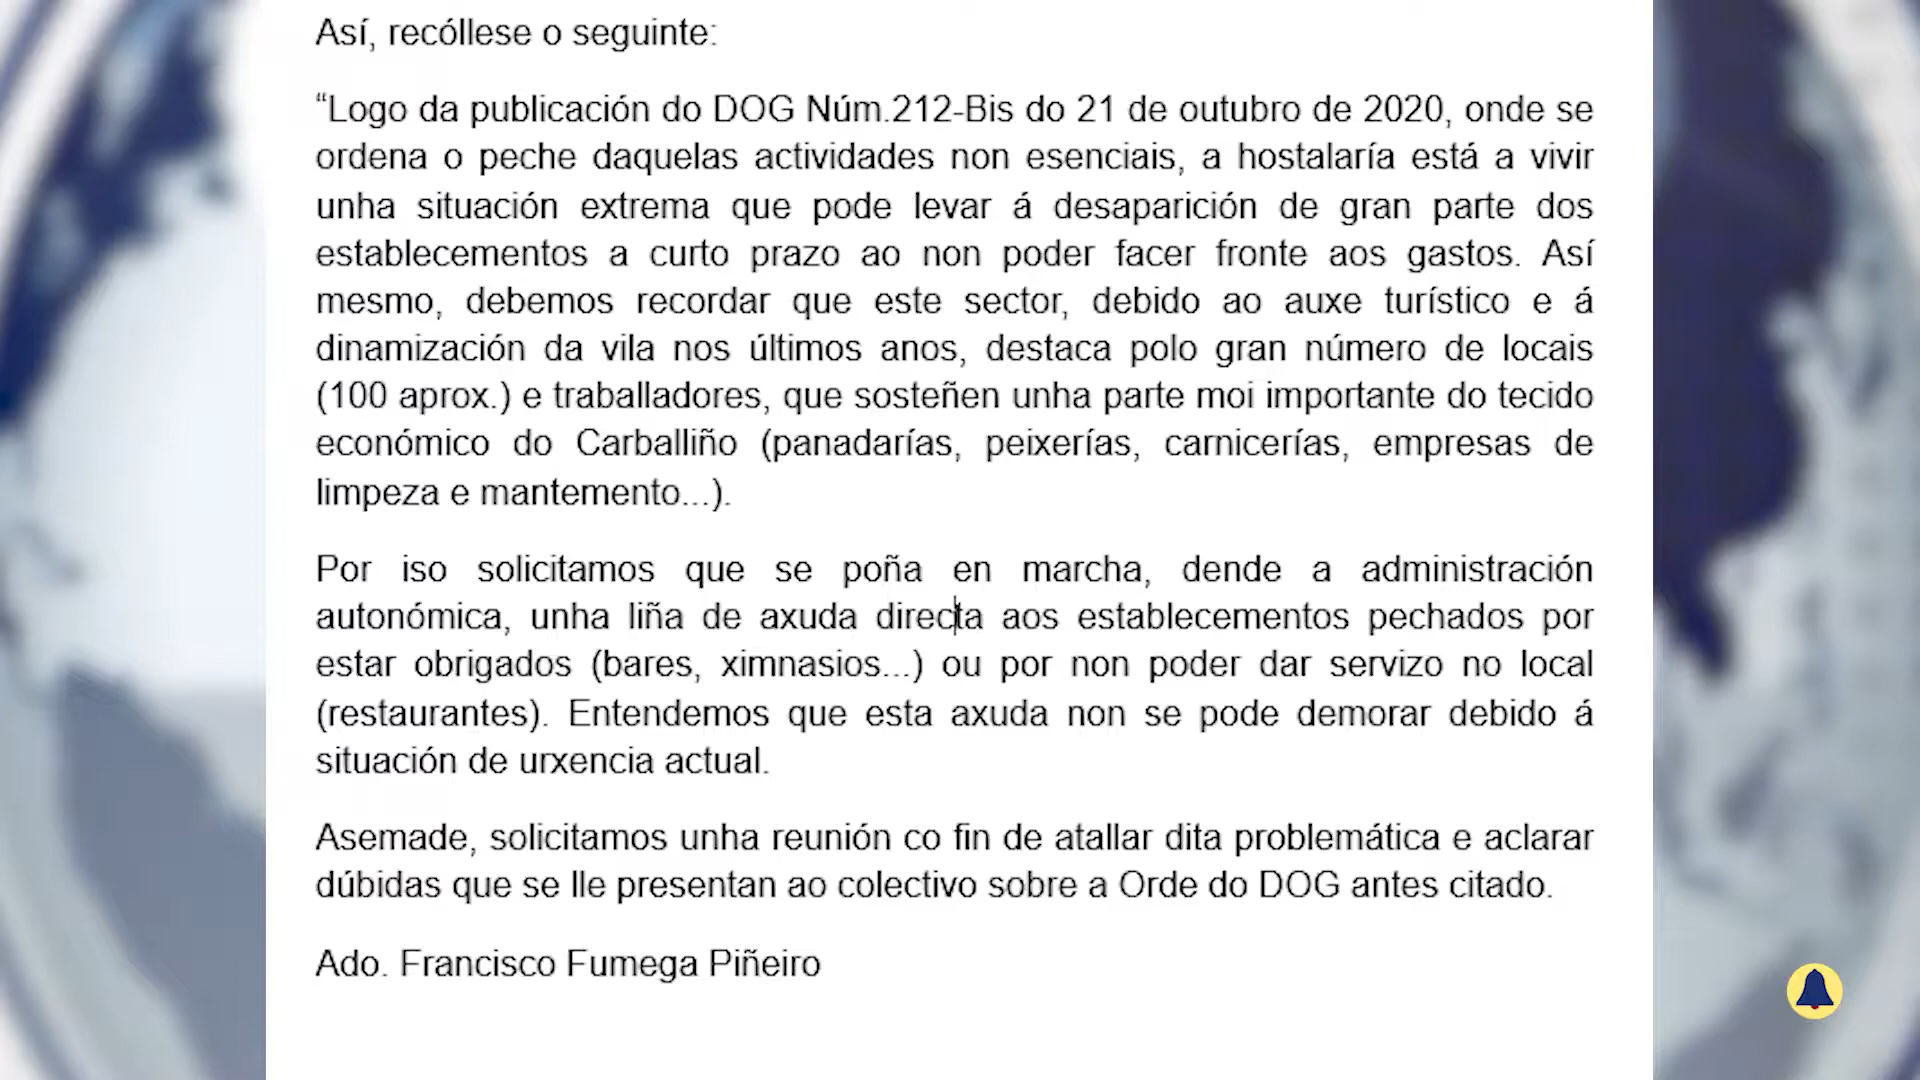 Así, recóllese o seguinte:
“Logo da publicación do DOG Núm.212-Bis do 21 de outubro de 2020, onde se
ordena o peche daquelas actividades non esenciais, a hostalaría está a vivir
unha situación extrema que pode levar á desaparición de gran parte dos
establecementos a curto prazo ao non poder facer fronte aos gastos. Así
mesmo, debemos recordar que este sector, debido ao auxe turístico e á
dinamización da vila nos últimos anos, destaca polo gran número de locais
(100 aprox.) e traballadores, que sosteñen unha parte moi importante do tecido
económico do Carballiño (panadarías, peixerías, carnicerías, empresas de
limpeza e mantemento...).
Por iso solicitamos que se poña en marcha, dende a administración
autonómica, unha liña de axuda directa aos establecementos pechados por
estar obrigados (bares, ximnasios...) ou por non poder dar servizo no local
(restaurantes). Entendemos que esta axuda non se pode demorar debido á
situación de urxencia actual.
Asemade, solicitamos unha reunión co fin de atallar dita problemática e aclarar
dúbidas que se lle presentan ao colectivo sobre a Orde do DOG antes citado.
Ado. Francisco Fumega Piñeiro